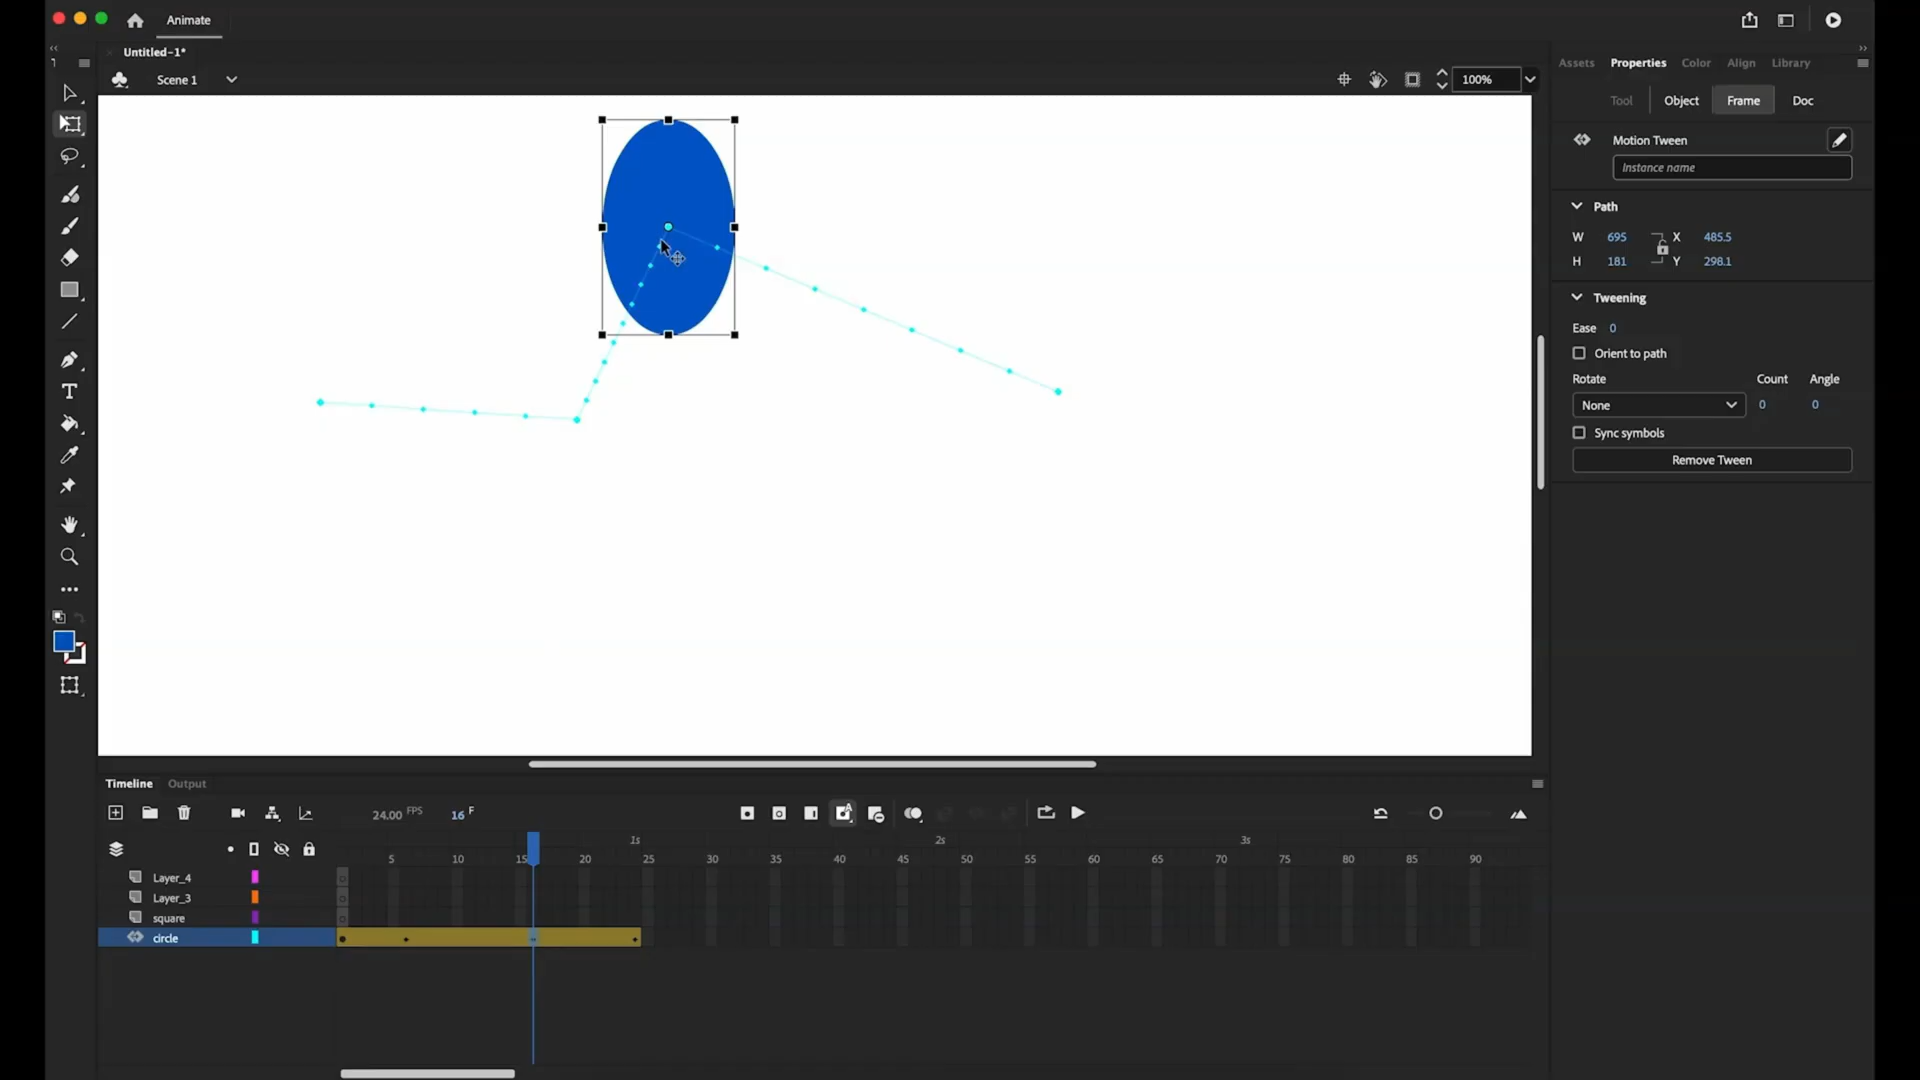 Animate
Untitled-1*
Scene 1
100%
Assets Properties Color Align Library
Tool Object Frame Doc
Motion Tween
Instance name
Path
W 695 X 485.5
H 181 Y 298.1
Tweening
Ease 0
Orient to path
Rotate Count Angle
None 0 0
Sync symbols
Remove Tween
Timeline Output
24.00 FPS 16 F
1s 2s 3s
5 10 15 20 25 30 35 40 45 50 55 60 65 70 75 80 85 90
Layer_4
Layer_3
square
circle